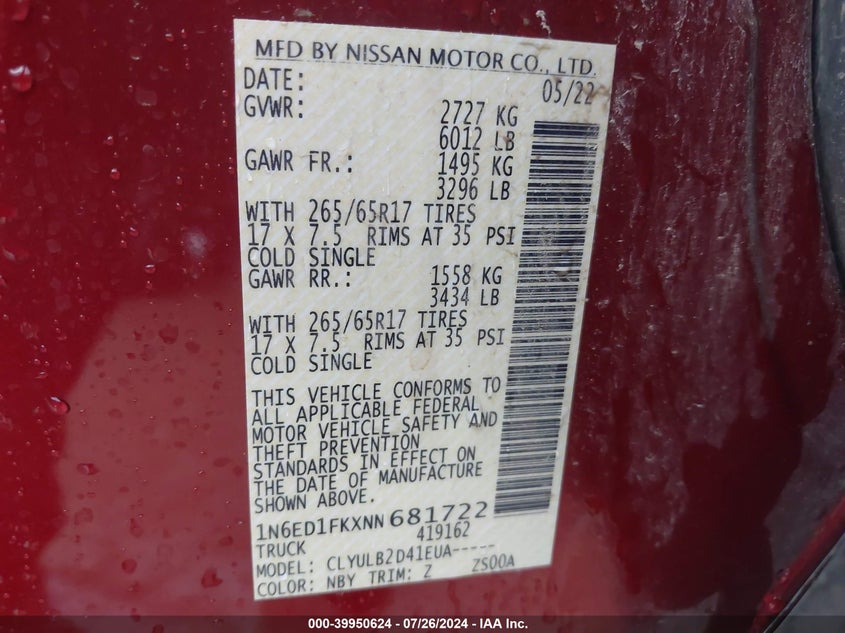 MFD BY NISSAN MOTOR CO., LTD.
DATE: 05/22
GVWR: 2727 KG
6012 LB
GAWR FR.: 1495 KG
3296 LB
WITH 265/65R17 TIRES
17 X 7.5 RIMS AT 35 PSI
COLD SINGLE
GAWR RR.: 1558 KG
3434 LB
WITH 265/65R17 TIRES
17 X 7.5 RIMS AT 35 PSI
COLD SINGLE
THIS VEHICLE CONFORMS TO
ALL APPLICABLE FEDERAL
MOTOR VEHICLE SAFETY AND
THEFT PREVENTION
STANDARDS IN EFFECT ON
THE DATE OF MANUFACTURE
SHOWN ABOVE.
1N6ED1FKXNN681722
TRUCK 419162
MODEL: CLYULB2D41EUA-----
COLOR: NBY TRIM: Z ZS00A
000-39950624 - 07/26/2024 - IAA Inc.